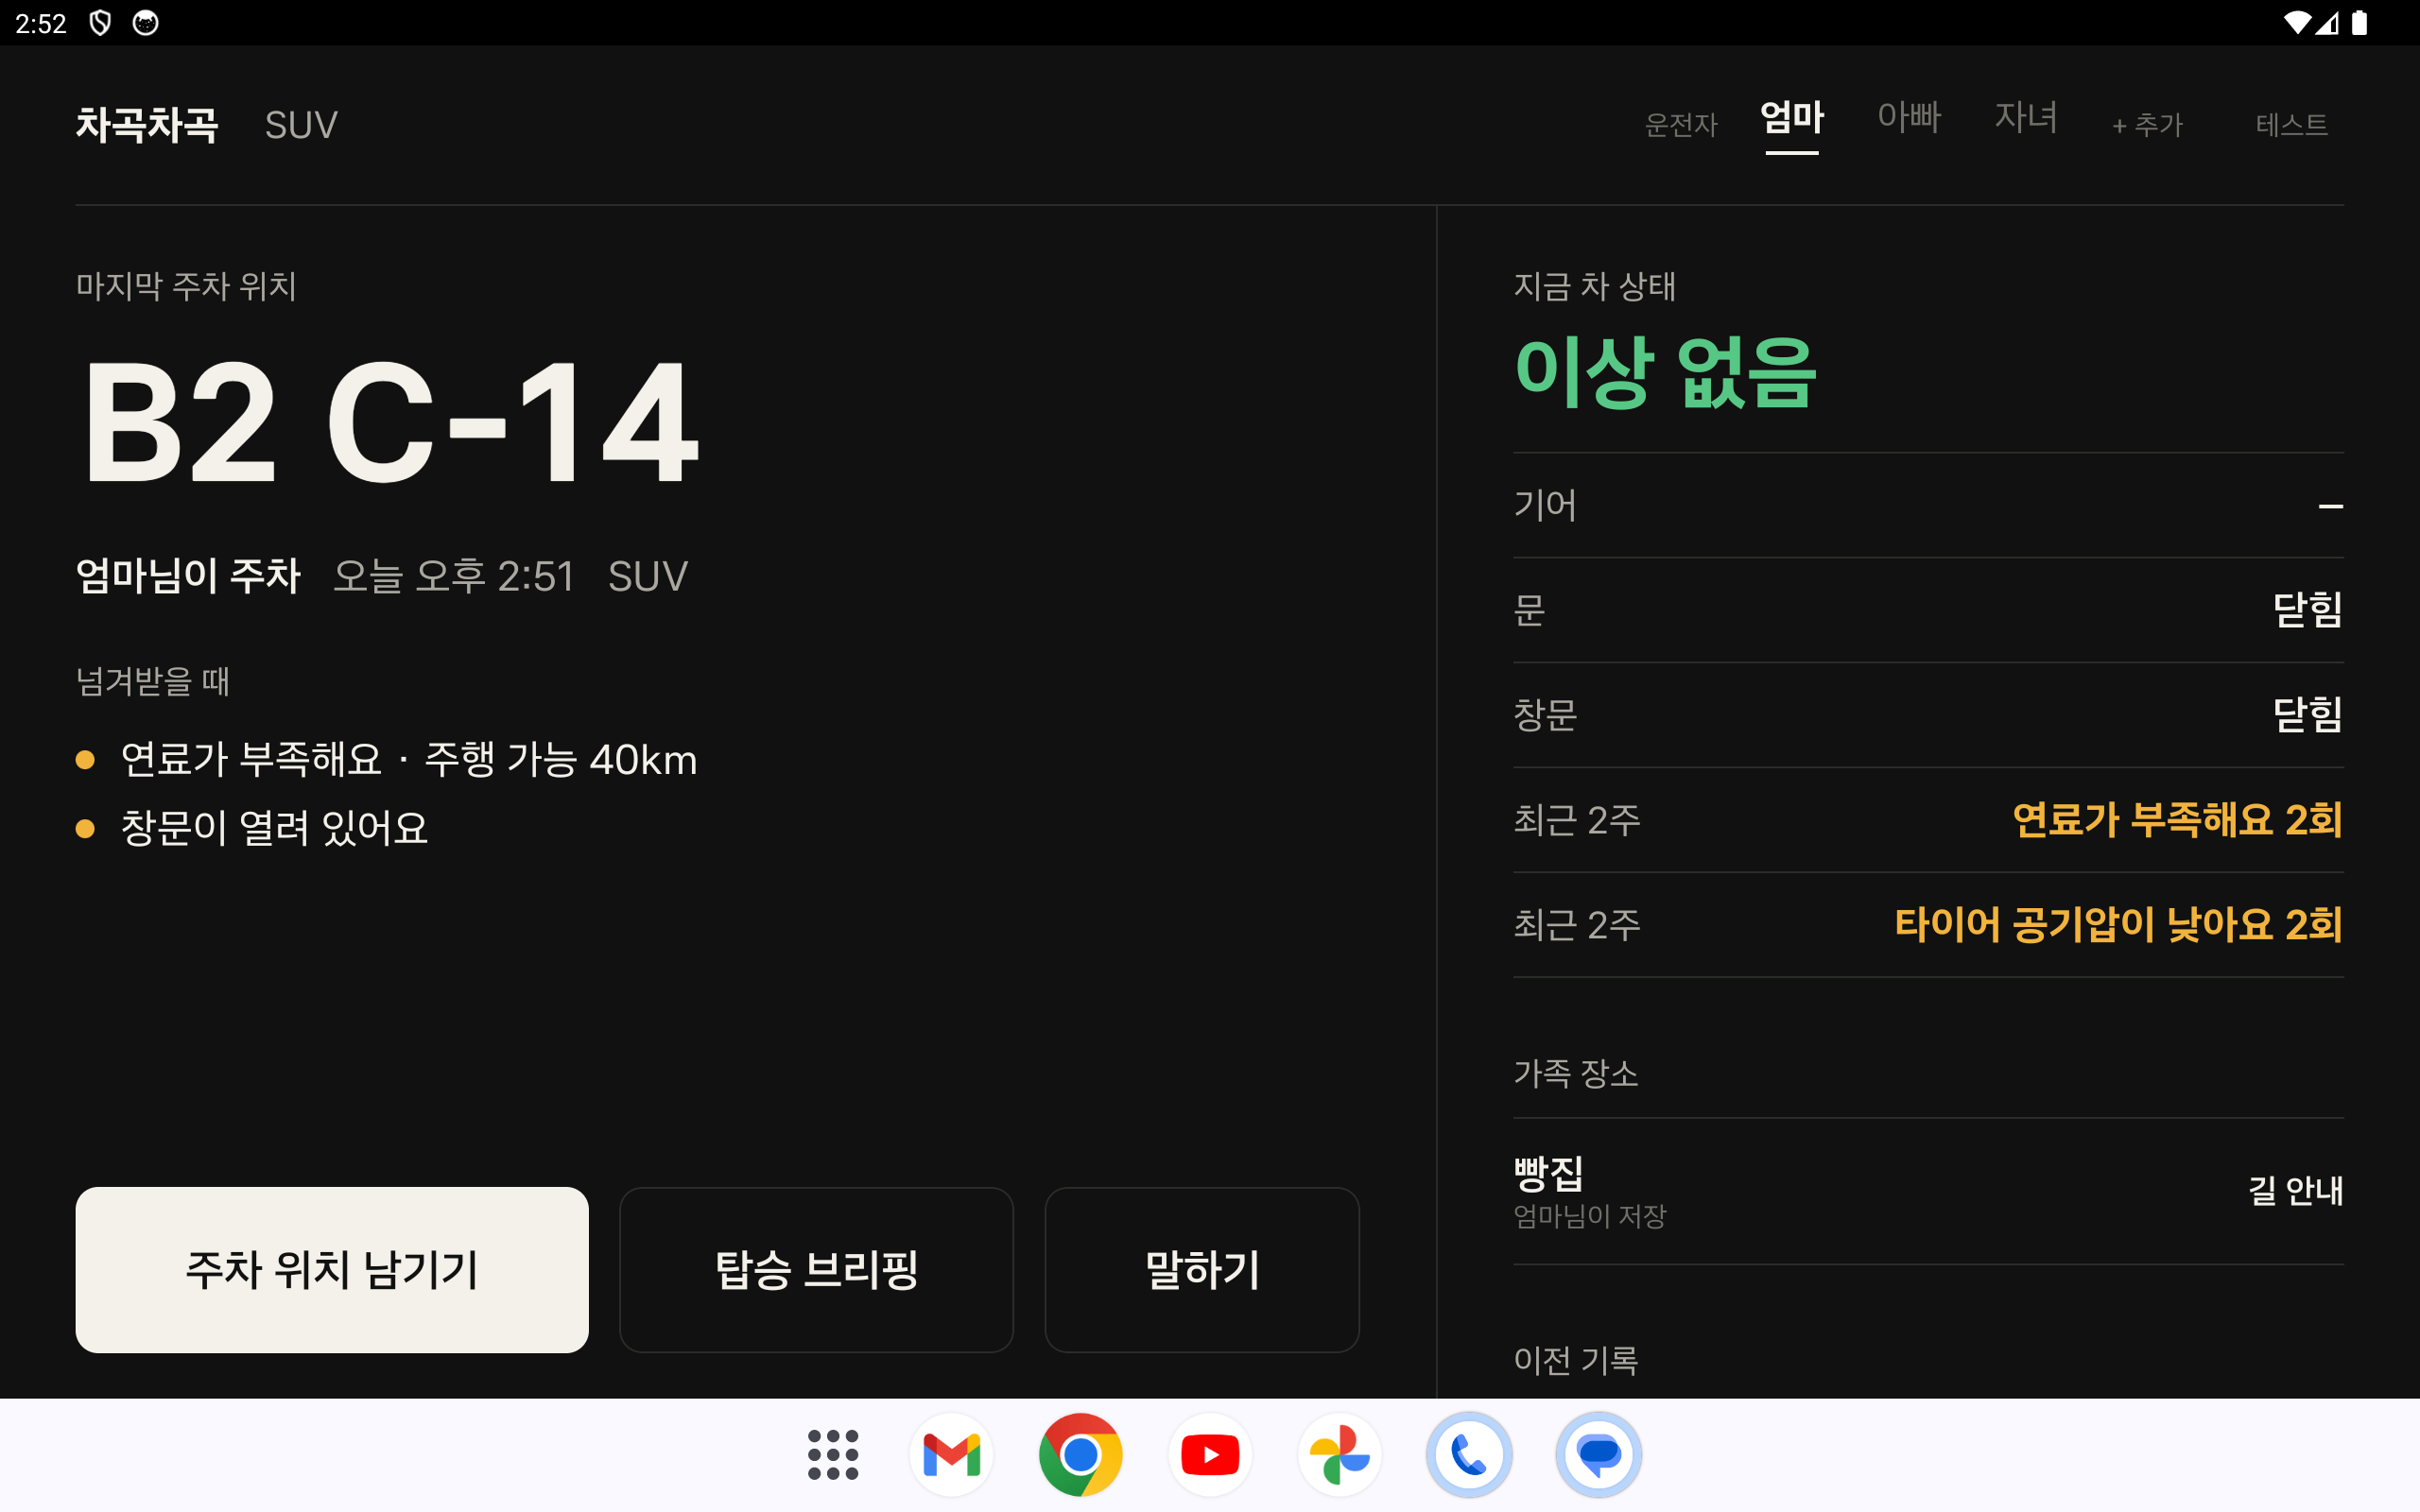 2:52
차곡차곡 SUV
운전자 엄마 아빠 자녀 + 추가 테스트
마지막 주차 위치
B2 C-14
엄마님이 주차 오늘 오후 2:51 SUV
넘겨받을 때
연료가 부족해요 · 주행 가능 40km
창문이 열려 있어요
주차 위치 남기기
탑승 브리핑
말하기
지금 차 상태
이상 없음
기어 –
문 닫힘
창문 닫힘
최근 2주 연료가 부족해요 2회
최근 2주 타이어 공기압이 낮아요 2회
가족 장소
빵집
엄마님이 저장
길 안내
이전 기록